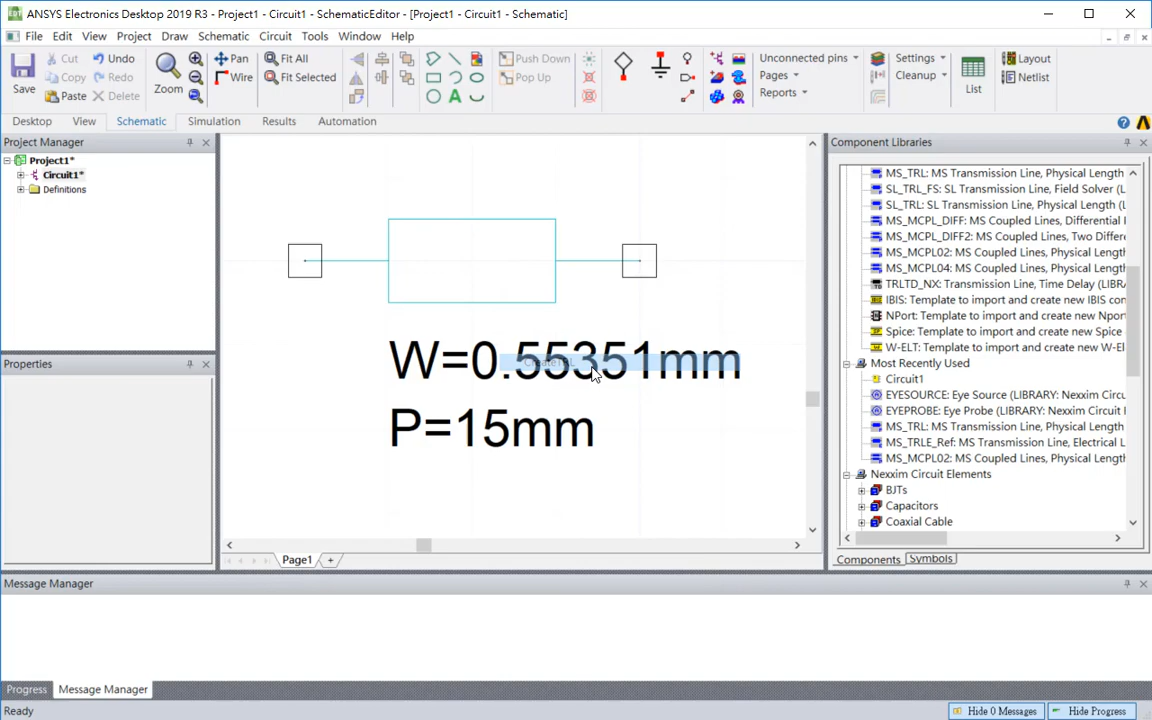 ANSYS Electronics Desktop 2019 R3 - Project1 - Circuit1 - SchematicEditor - [Project1 - Circuit1 - Schematic]
File Edit View Project Draw Schematic Circuit Tools Window Help
Save
Cut
Copy
Paste
Undo
Redo
Delete
Zoom
Pan
Wire
Fit All
Fit Selected
Push Down
Pop Up
Unconnected pins
Pages
Reports
Settings
Cleanup
List
Layout
Netlist
Desktop View Schematic Simulation Results Automation
Project Manager
Project1*
Circuit1*
Definitions
Properties
W=0.55351mm
P=15mm
Page1 +
Component Libraries
MS_TRL: MS Transmission Line, Physical Length
SL_TRL_FS: SL Transmission Line, Field Solver (L
SL_TRL: SL Transmission Line, Physical Length (
MS_MCPL_DIFF: MS Coupled Lines, Differential
MS_MCPL_DIFF2: MS Coupled Lines, Two Differe
MS_MCPL02: MS Coupled Lines, Physical Length
MS_MCPL04: MS Coupled Lines, Physical Length
TRLTD_NX: Transmission Line, Time Delay (LIBRA
IBIS: Template to import and create new IBIS con
NPort: Template to import and create new Nport
Spice: Template to import and create new Spice
W-ELT: Template to import and create new W-El
Most Recently Used
Circuit1
EYESOURCE: Eye Source (LIBRARY: Nexxim Circui
EYEPROBE: Eye Probe (LIBRARY: Nexxim Circuit
MS_TRL: MS Transmission Line, Physical Length
MS_TRLE_Ref: MS Transmission Line, Electrical L
MS_MCPL02: MS Coupled Lines, Physical Length
Nexxim Circuit Elements
BJTs
Capacitors
Coaxial Cable
Components Symbols
Message Manager
Progress Message Manager
Ready
Hide 0 Messages Hide Progress